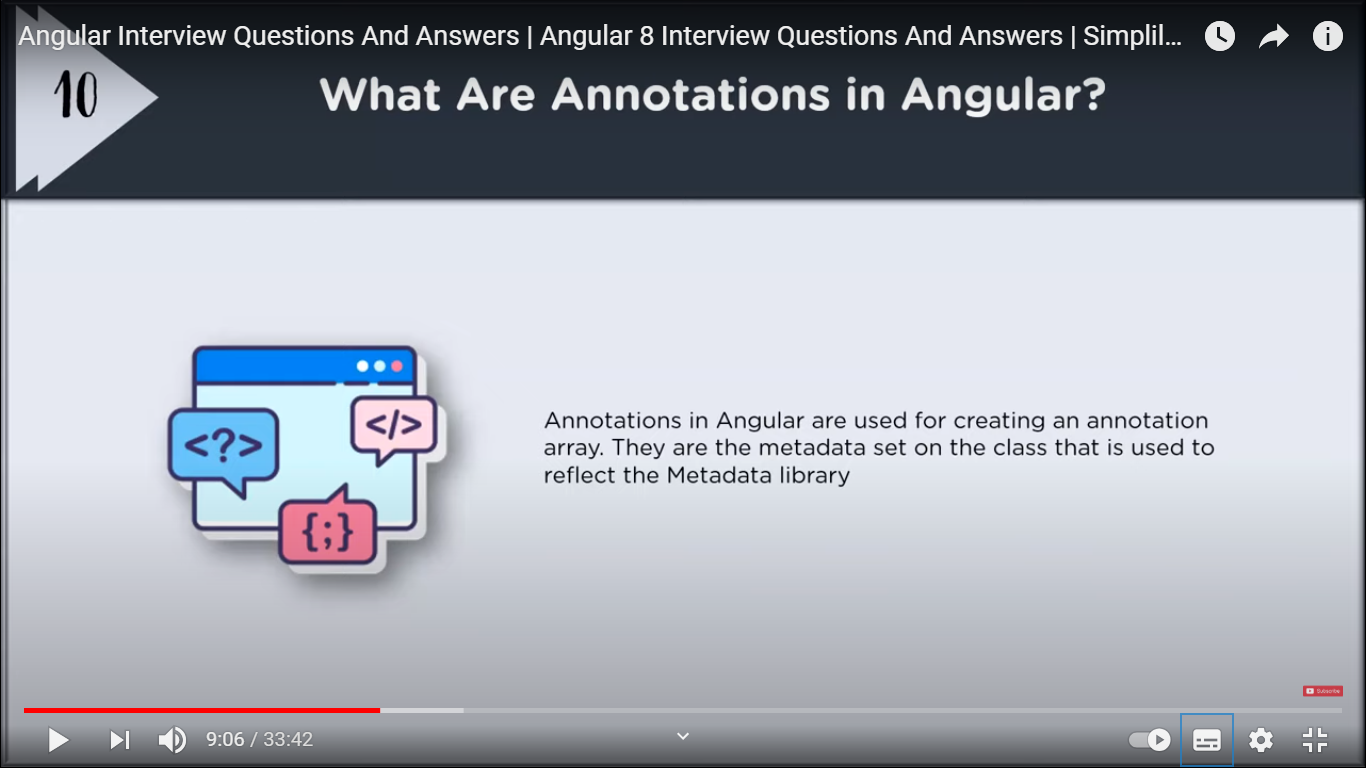 Angular Interview Questions And Answers | Angular 8 Interview Questions And Answers | Simplil...
10
What Are Annotations in Angular?
<?>
</>
{;}
Annotations in Angular are used for creating an annotation
array. They are the metadata set on the class that is used to
reflect the Metadata library
Subscribe
9:06 / 33:42